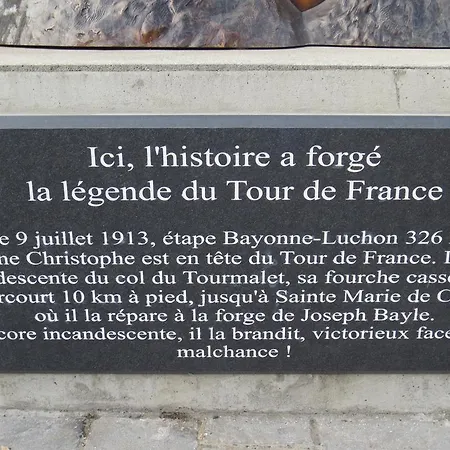 Ici, l'histoire a forgé
la légende du Tour de France
e 9 juillet 1913, étape Bayonne-Luchon 326
ne Christophe est en tête du Tour de France.
descente du col du Tourmalet, sa fourche casse
rcourt 10 km à pied, jusqu'à Sainte Marie de C
où il la répare à la forge de Joseph Bayle.
core incandescente, il la brandit, victorieux face
malchance !